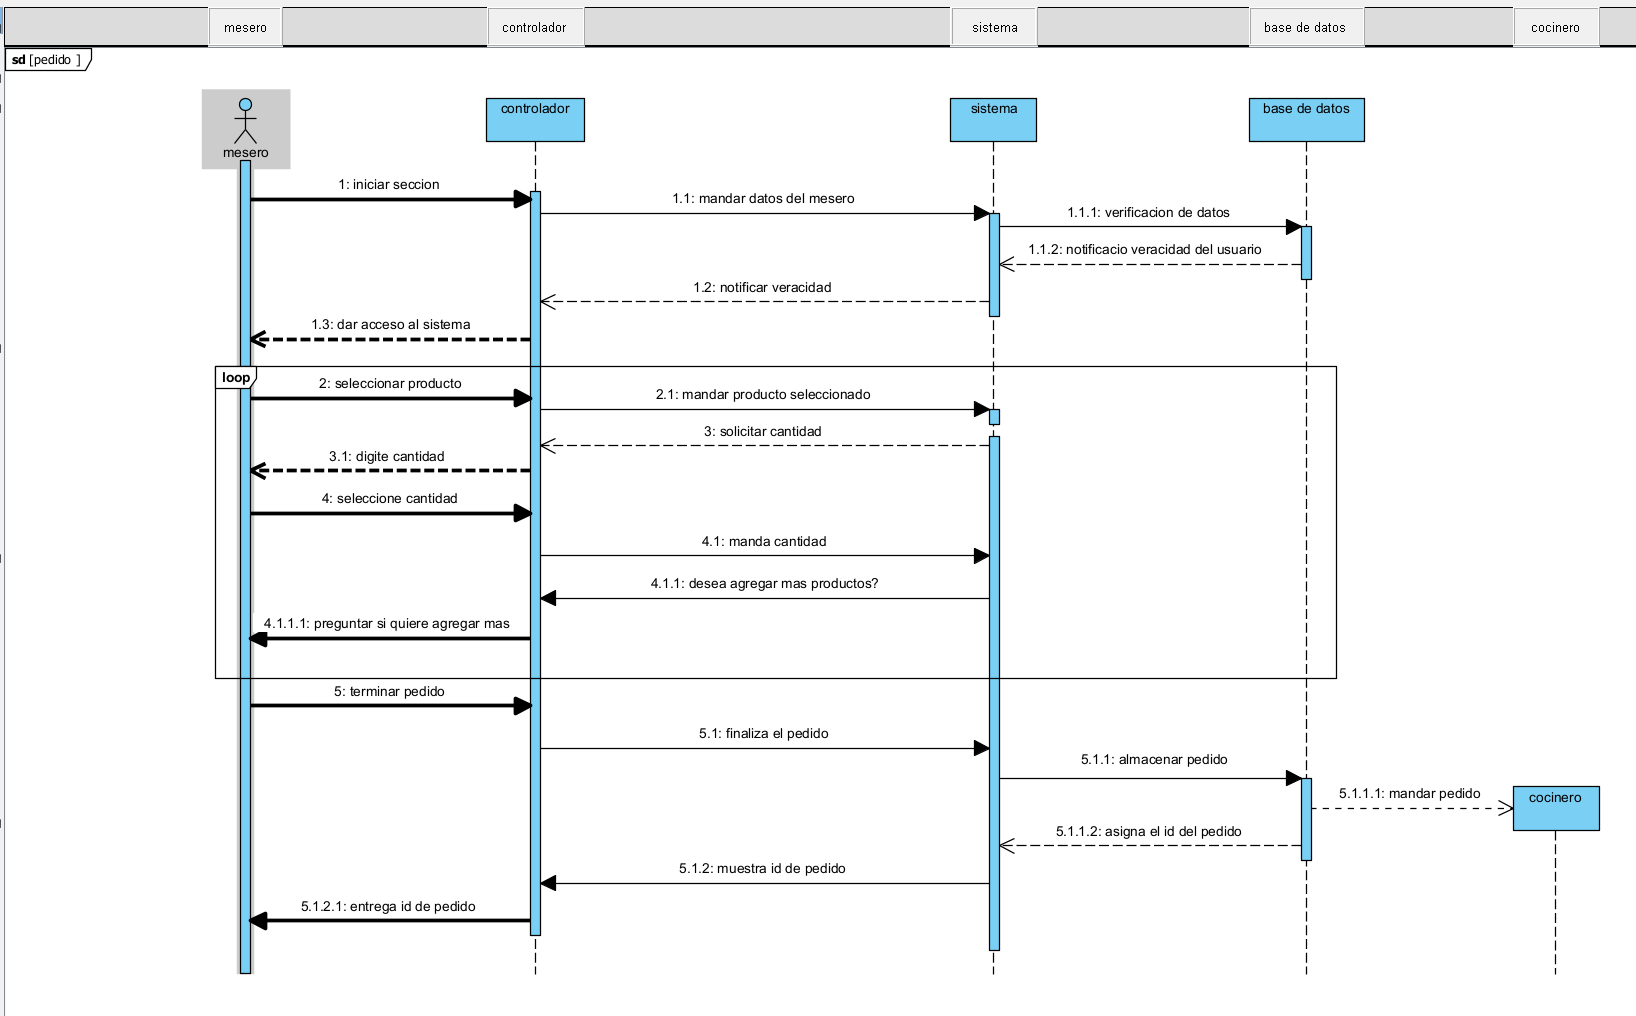 mesero
controlador
sistema
base de datos
cocinero
sd [pedido ]
mesero
controlador
sistema
base de datos
1: iniciar seccion
1.1: mandar datos del mesero
1.1.1: verificacion de datos
1.1.2: notificacio veracidad del usuario
1.2: notificar veracidad
1.3: dar acceso al sistema
loop
2: seleccionar producto
2.1: mandar producto seleccionado
3: solicitar cantidad
3.1: digite cantidad
4: seleccione cantidad
4.1: manda cantidad
4.1.1: desea agregar mas productos?
4.1.1.1: preguntar si quiere agregar mas
5: terminar pedido
5.1: finaliza el pedido
5.1.1: almacenar pedido
5.1.1.1: mandar pedido
cocinero
5.1.1.2: asigna el id del pedido
5.1.2: muestra id de pedido
5.1.2.1: entrega id de pedido